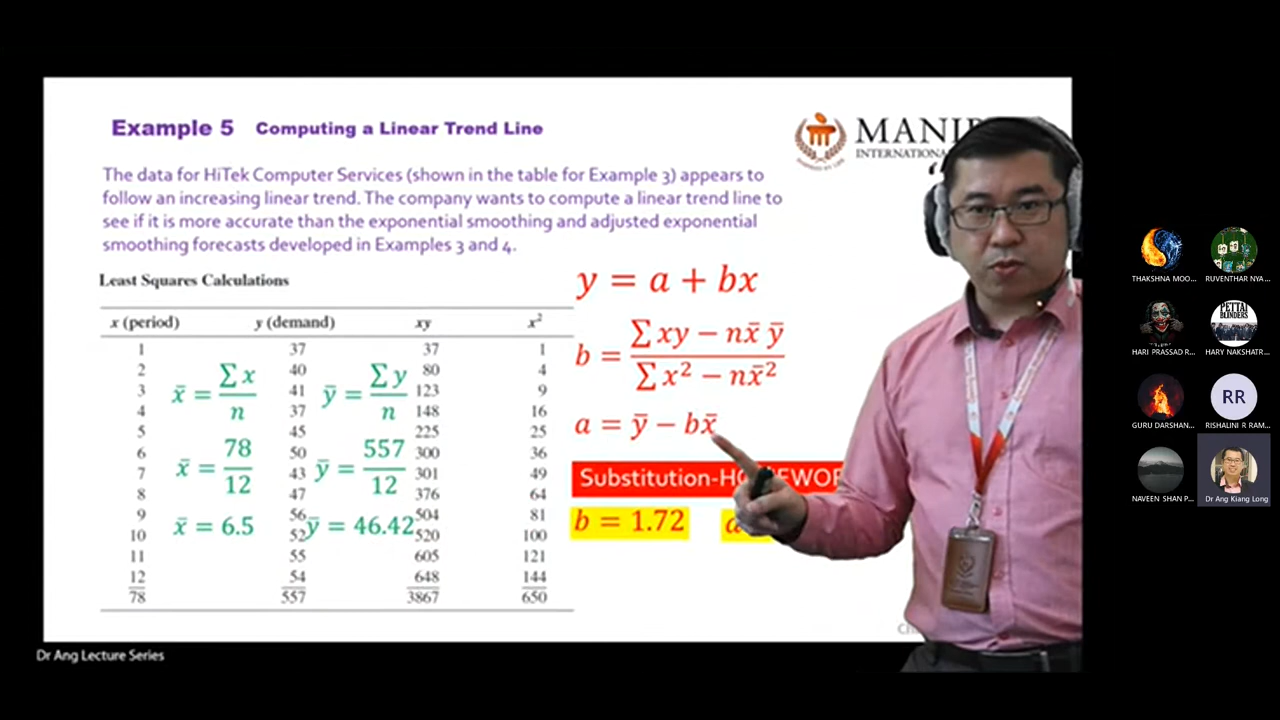 Example 5 Computing a Linear Trend Line
The data for HiTek Computer Services (shown in the table for Example 3) appears to
follow an increasing linear trend. The company wants to compute a linear trend line to
see if it is more accurate than the exponential smoothing and adjusted exponential
smoothing forecasts developed in Examples 3 and 4.
Least Squares Calculations
x (period) y (demand) xy x²
1 37 37 1
2 40 80 4
3 41 123 9
4 37 148 16
5 45 225 25
6 50 300 36
7 43 301 49
8 47 376 64
9 56 504 81
10 52 520 100
11 55 605 121
12 54 648 144
78 557 3867 650
x̄ = ∑x / n
ȳ = ∑y / n
x̄ = 78 / 12
ȳ = 557 / 12
x̄ = 6.5
ȳ = 46.42
y = a + bx
b = (∑xy − nx̄ȳ) / (∑x² − nx̄²)
a = ȳ − bx̄
b = 1.72
Dr Ang Lecture Series
THAKSHNA MOO...
RUVENTHAR NYA...
HARI PRASSAD R...
PETTAI
BLINDERS
HARY NAKSHATR...
GURU DARSHAN...
RR
RISHALINI R RAM...
NAVEEN SHAN P...
Dr Ang Kiang Long